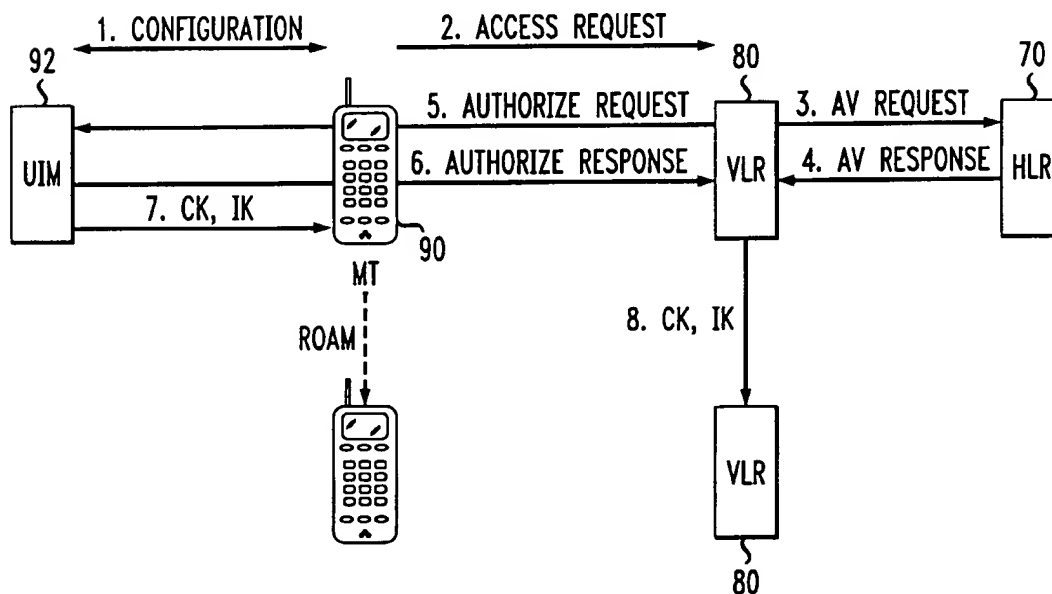 1. CONFIGURATION
2. ACCESS REQUEST
92
80
70
5. AUTHORIZE REQUEST
3. AV REQUEST
UIM
6. AUTHORIZE RESPONSE
VLR
4. AV RESPONSE
HLR
7. CK, IK
90
MT
ROAM
8. CK, IK
VLR
80